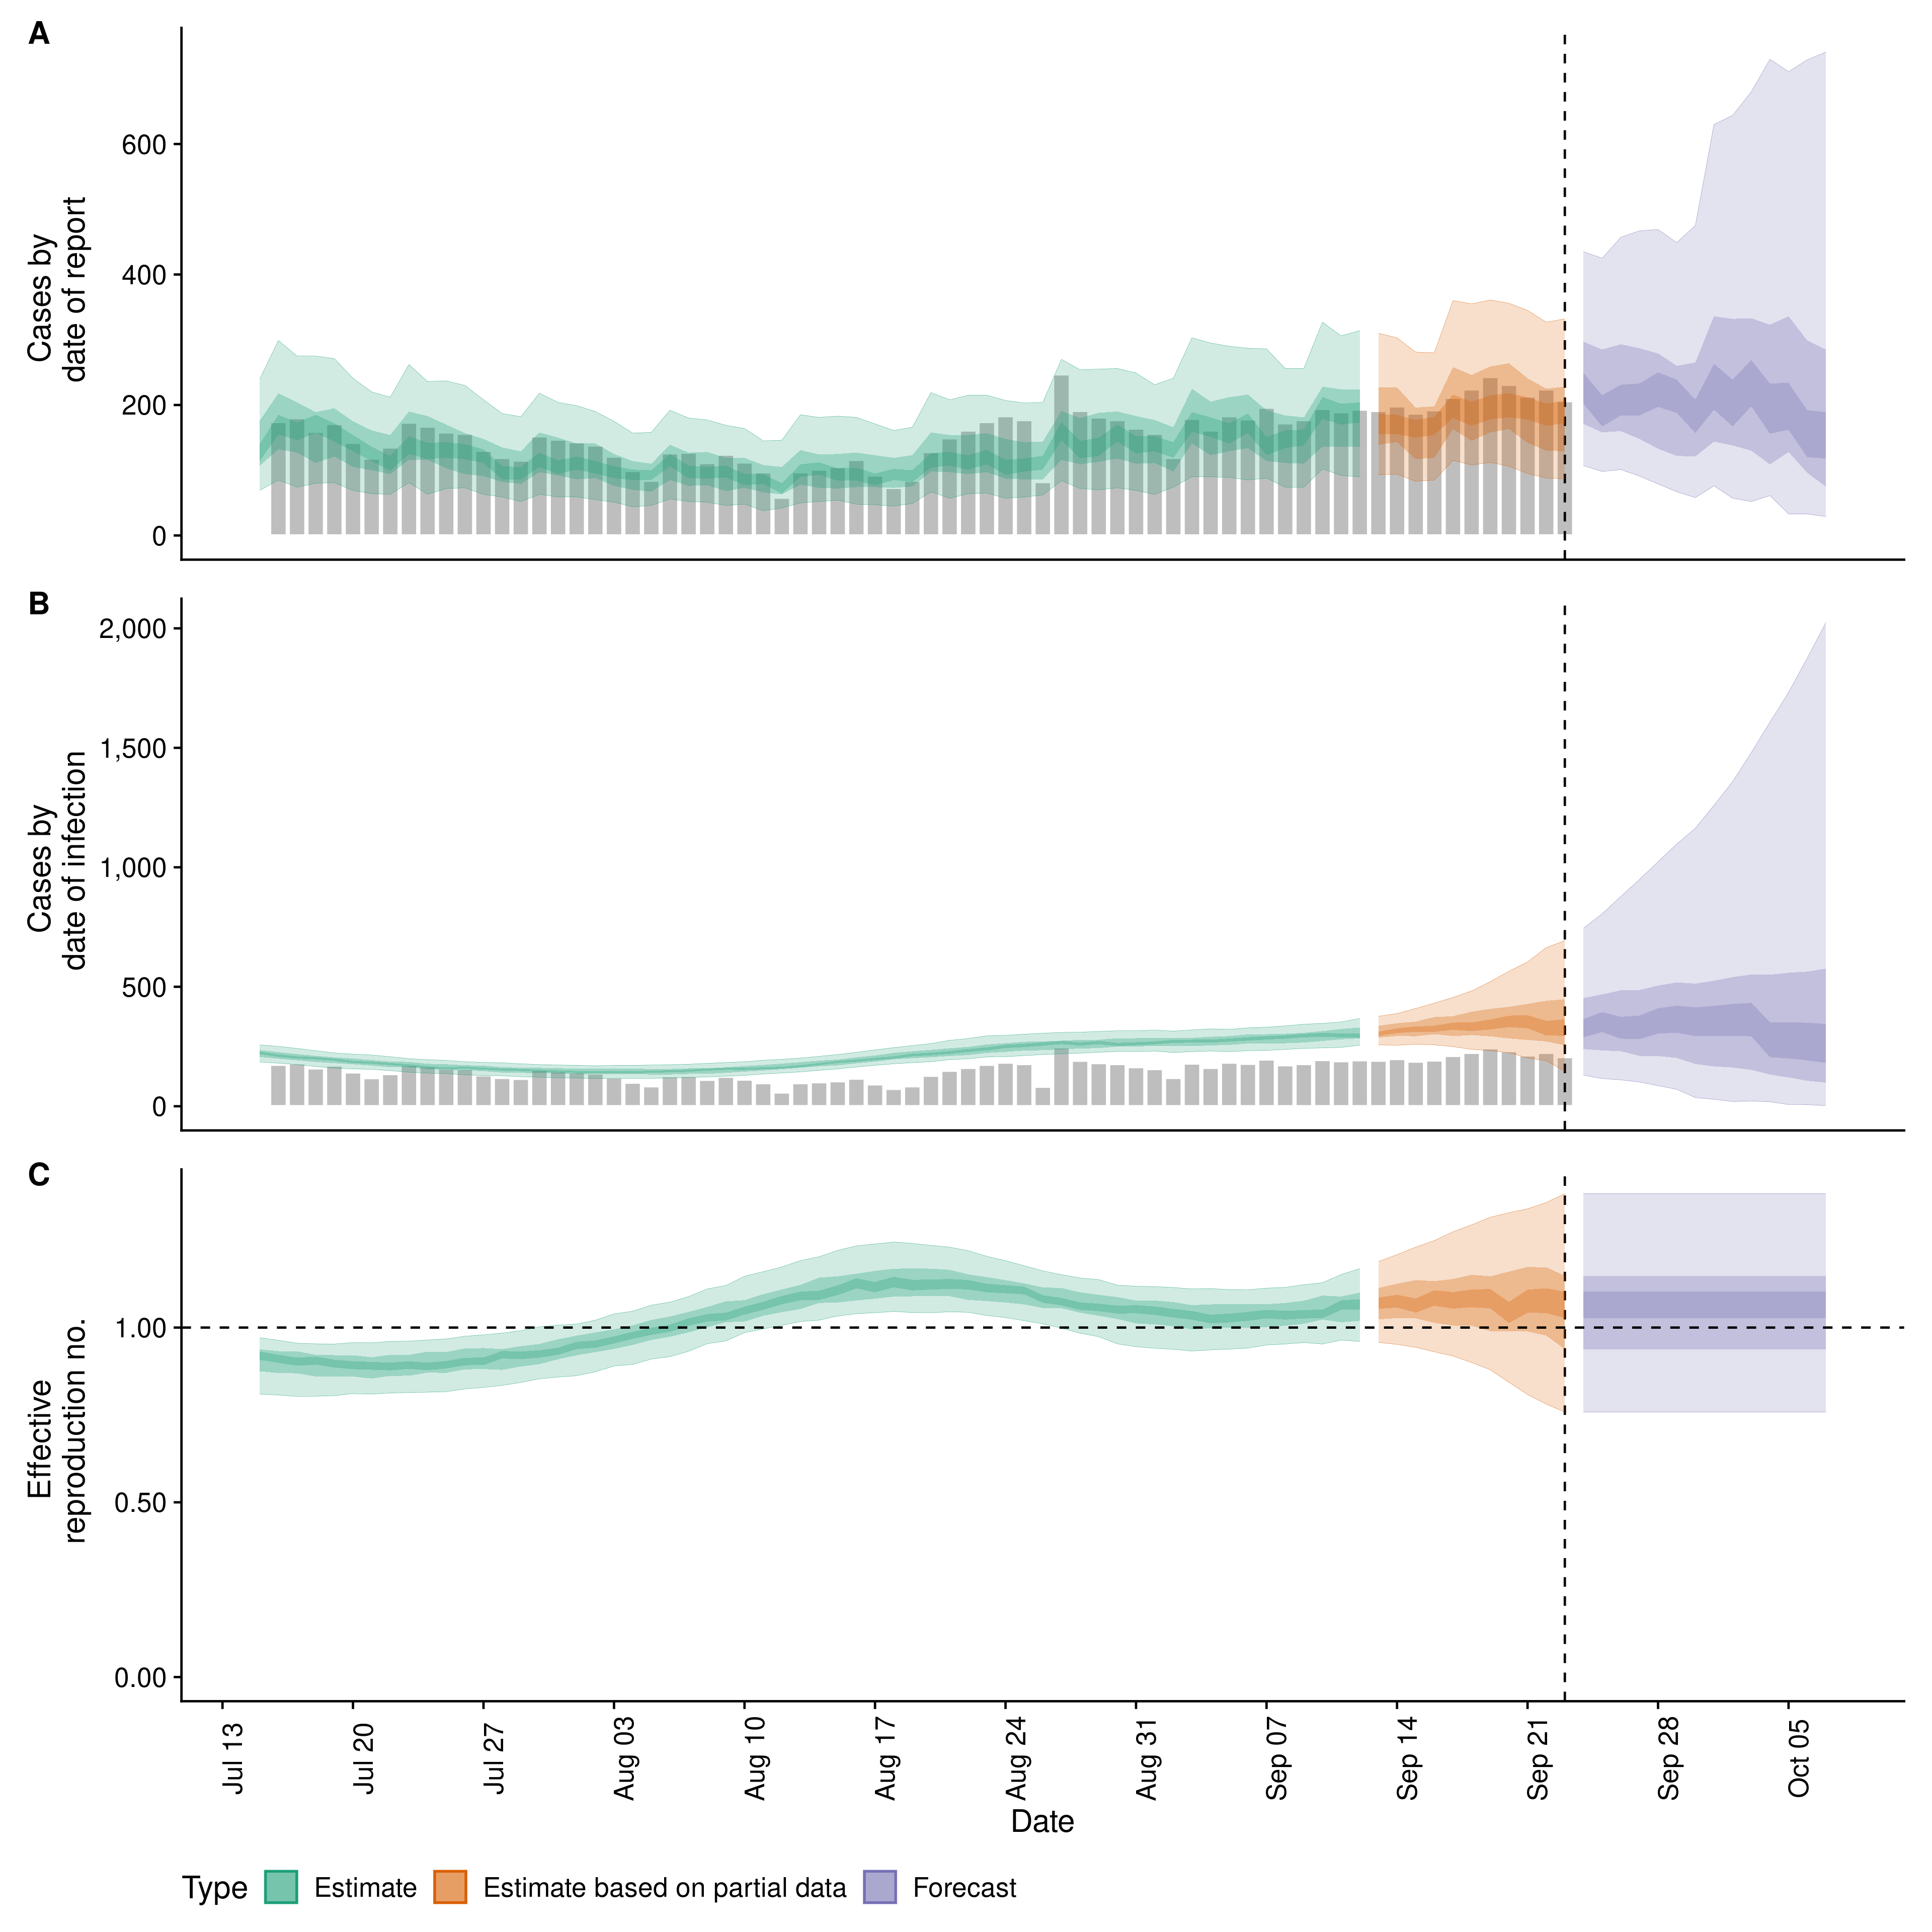 A
Cases by
date of report
600
400
200
0
B
Cases by
date of infection
2,000
1,500
1,000
500
0
C
Effective
reproduction no.
1.00
0.50
0.00
Jul 13
Jul 20
Jul 27
Aug 03
Aug 10
Aug 17
Aug 24
Aug 31
Sep 07
Sep 14
Sep 21
Sep 28
Oct 05
Date
Type Estimate Estimate based on partial data Forecast